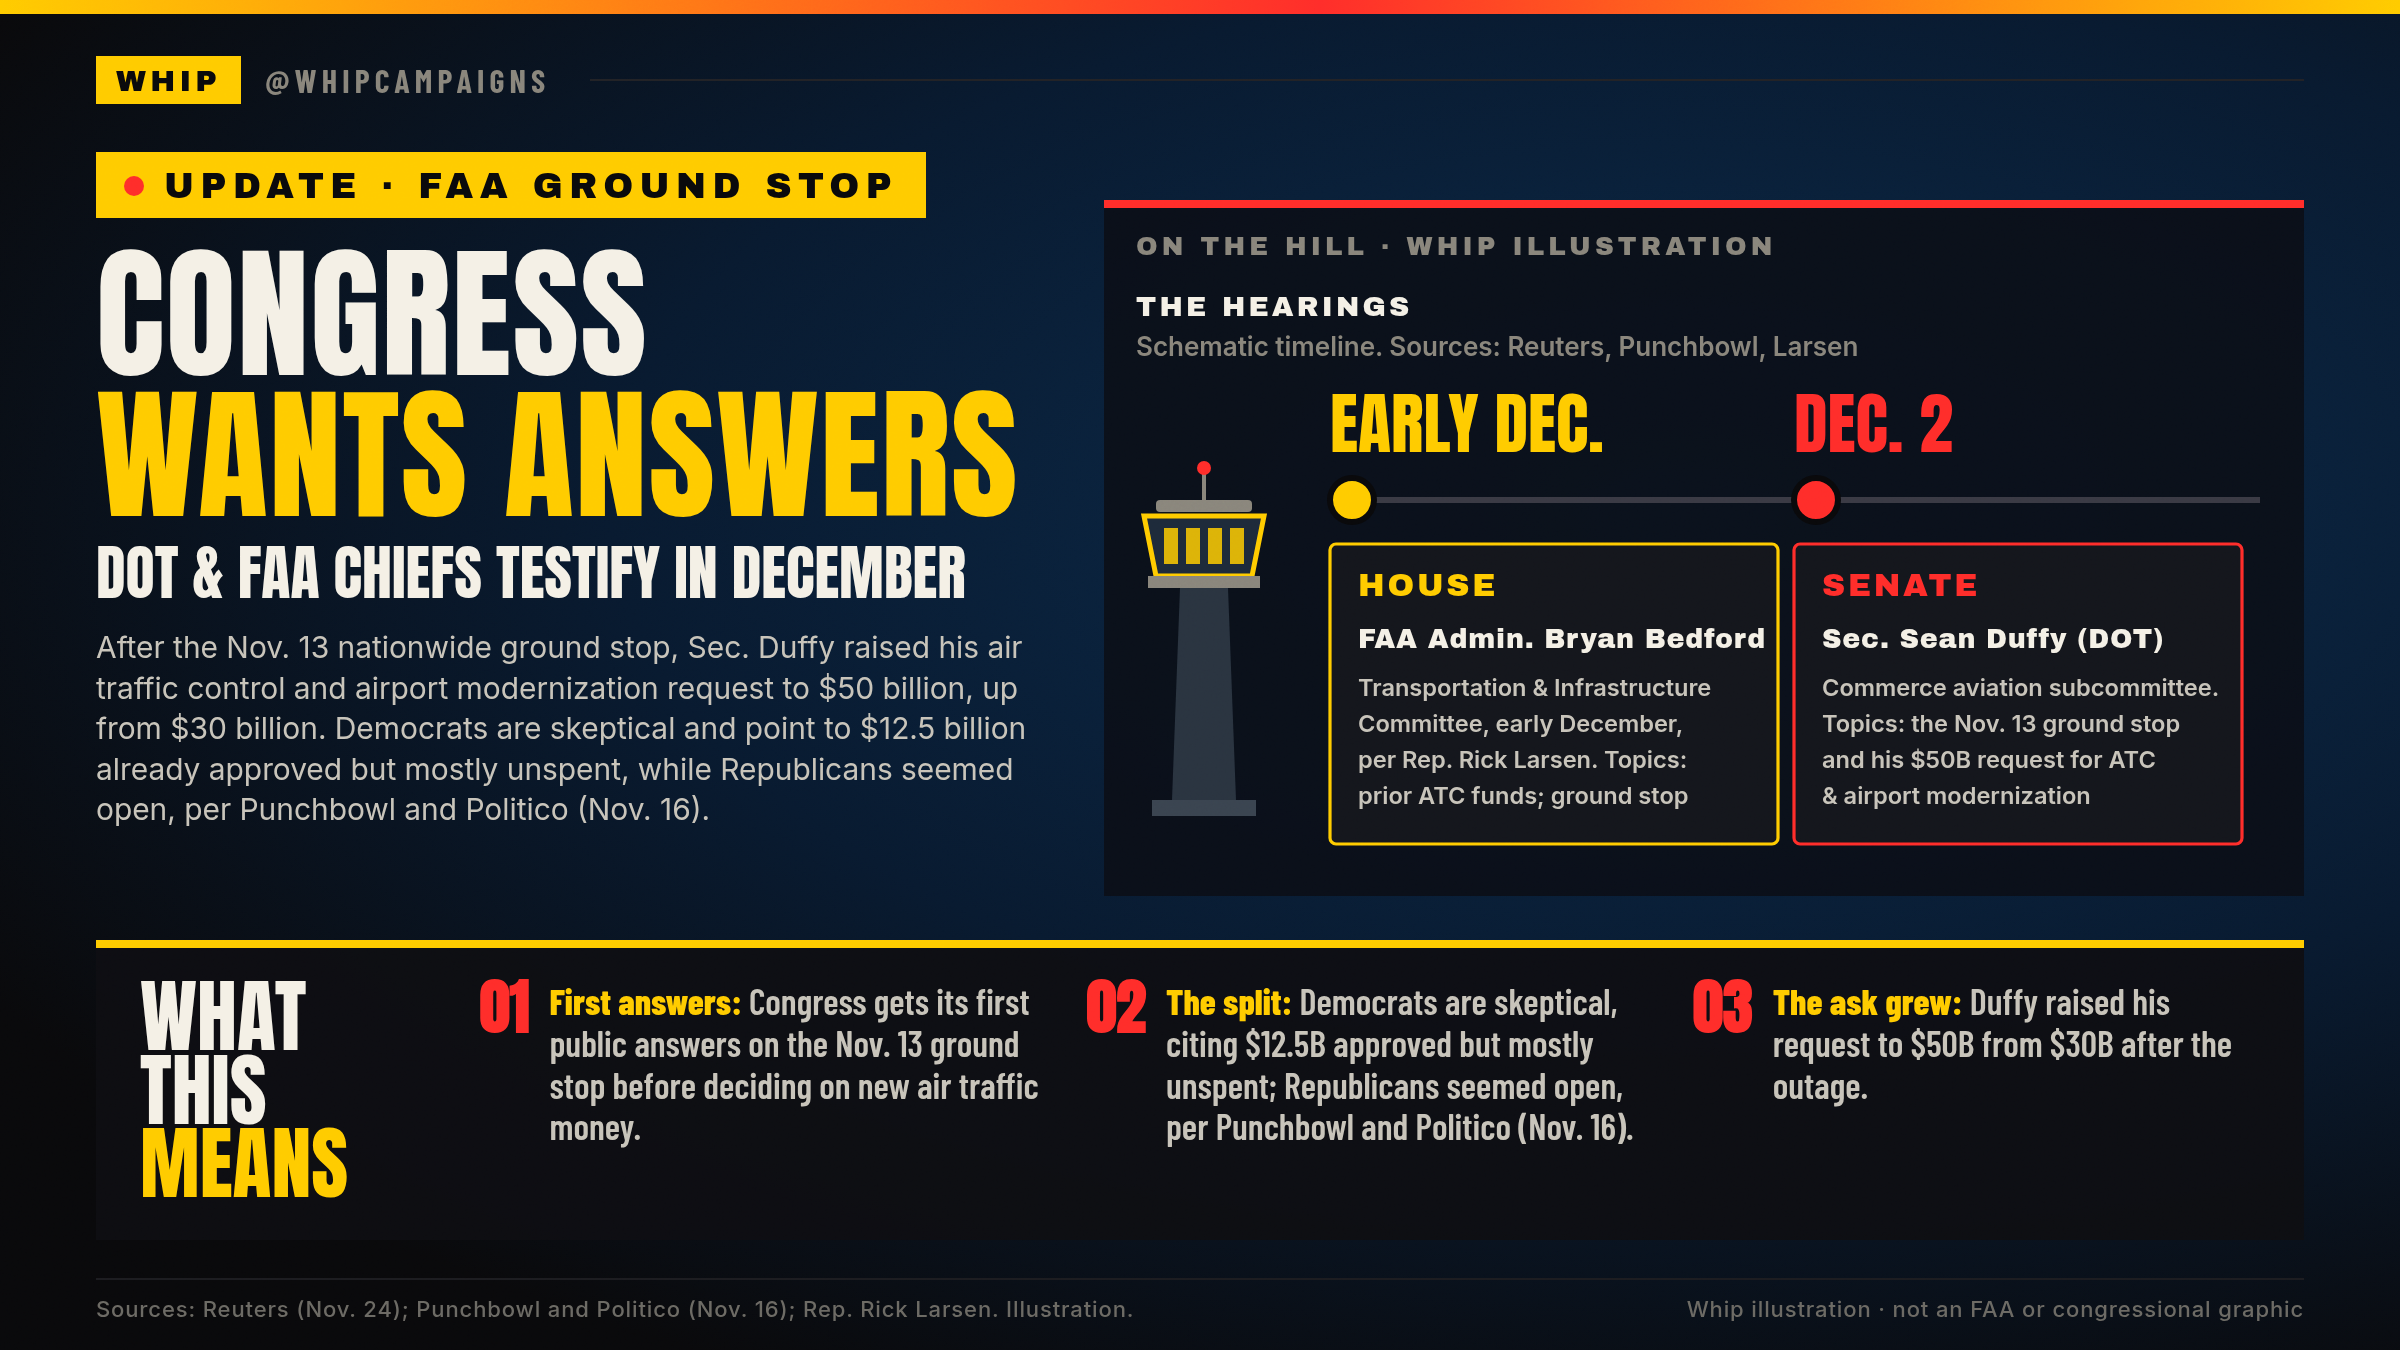 WHIP @WHIPCAMPAIGNS
UPDATE · FAA GROUND STOP
CONGRESS
WANTS ANSWERS
DOT & FAA CHIEFS TESTIFY IN DECEMBER
After the Nov. 13 nationwide ground stop, Sec. Duffy raised his air
traffic control and airport modernization request to $50 billion, up
from $30 billion. Democrats are skeptical and point to $12.5 billion
already approved but mostly unspent, while Republicans seemed
open, per Punchbowl and Politico (Nov. 16).
ON THE HILL · WHIP ILLUSTRATION
THE HEARINGS
Schematic timeline. Sources: Reuters, Punchbowl, Larsen
EARLY DEC.
HOUSE
FAA Admin. Bryan Bedford
Transportation & Infrastructure
Committee, early December,
per Rep. Rick Larsen. Topics:
prior ATC funds; ground stop
DEC. 2
SENATE
Sec. Sean Duffy (DOT)
Commerce aviation subcommittee.
Topics: the Nov. 13 ground stop
and his $50B request for ATC
& airport modernization
WHAT
THIS
MEANS
01 First answers: Congress gets its first
public answers on the Nov. 13 ground
stop before deciding on new air traffic
money.
02 The split: Democrats are skeptical,
citing $12.5B approved but mostly
unspent; Republicans seemed open,
per Punchbowl and Politico (Nov. 16).
03 The ask grew: Duffy raised his
request to $50B from $30B after the
outage.
Sources: Reuters (Nov. 24); Punchbowl and Politico (Nov. 16); Rep. Rick Larsen. Illustration.
Whip illustration · not an FAA or congressional graphic